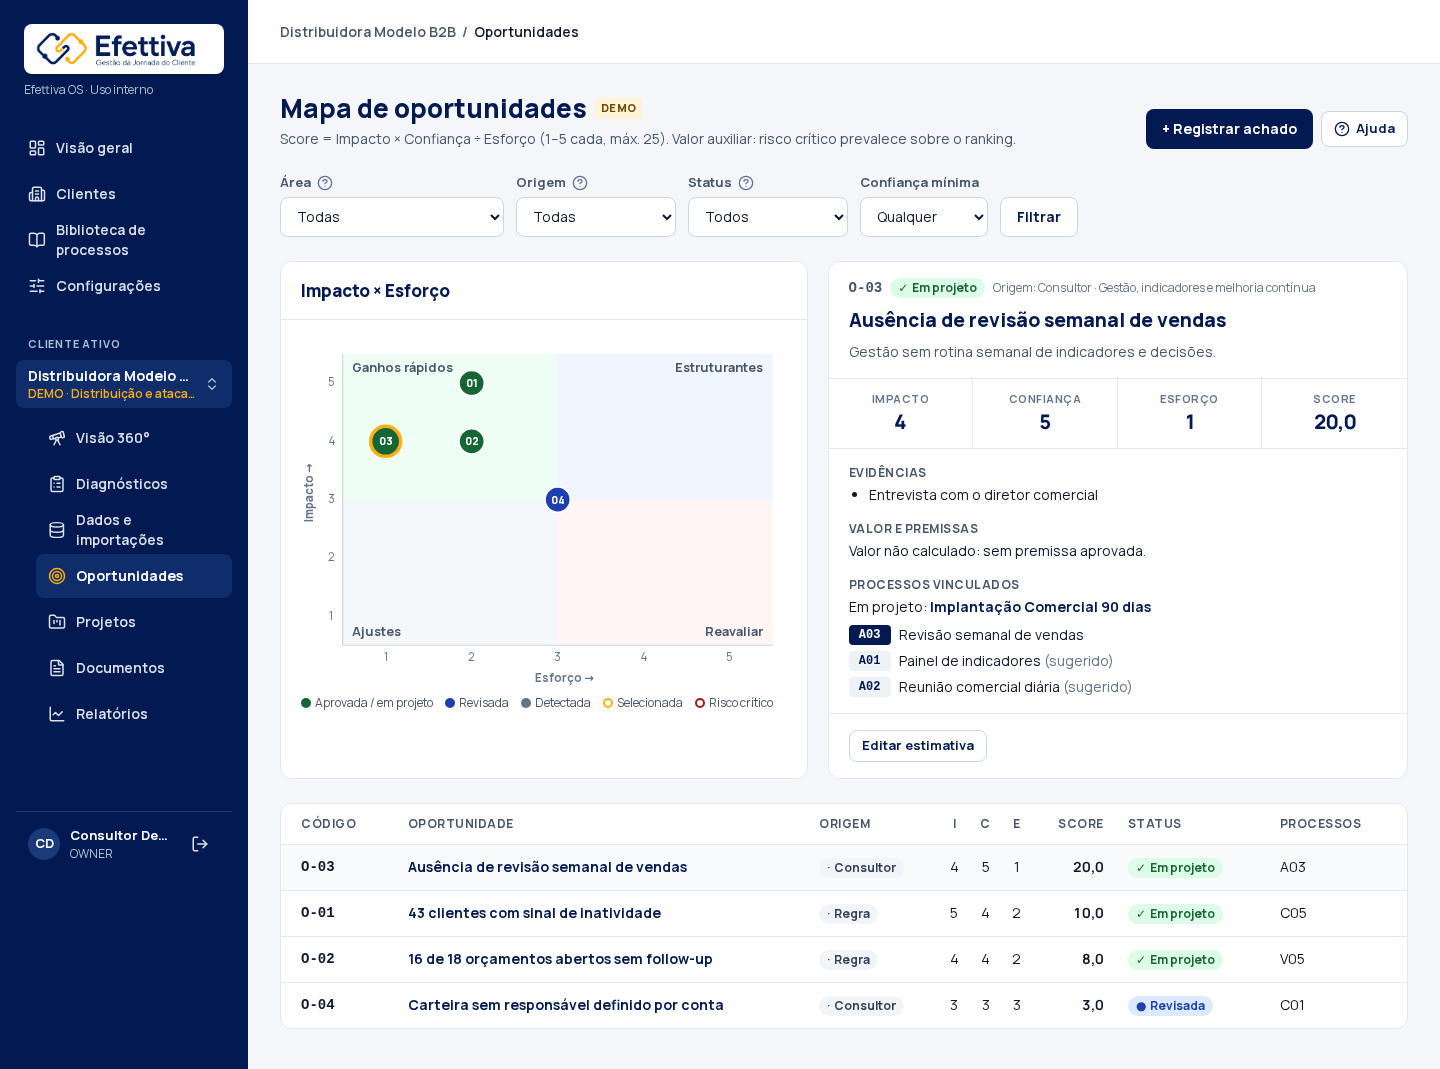 Efettiva
Gestão da Jornada do Cliente
Efettiva OS · Uso interno
Visão geral
Clientes
Biblioteca de
processos
Configurações
CLIENTE ATIVO
Distribuidora Modelo ...
DEMO · Distribuição e ataca...
Visão 360°
Diagnósticos
Dados e
importações
Oportunidades
Projetos
Documentos
Relatórios
CD
Consultor De...
OWNER
Distribuidora Modelo B2B / Oportunidades
Mapa de oportunidades DEMO
Score = Impacto × Confiança ÷ Esforço (1–5 cada, máx. 25). Valor auxiliar: risco crítico prevalece sobre o ranking.
+ Registrar achado
Ajuda
Área Origem Status Confiança mínima
Todas Todas Todos Qualquer Filtrar
Impacto × Esforço
Ganhos rápidos Estruturantes
5 01
4 03 02
Impacto →
3 04
2
1
Ajustes Reavaliar
1 2 3 4 5
Esforço →
Aprovada / em projeto Revisada Detectada Selecionada Risco crítico
O-03 ✓ Em projeto Origem: Consultor · Gestão, indicadores e melhoria contínua
Ausência de revisão semanal de vendas
Gestão sem rotina semanal de indicadores e decisões.
IMPACTO CONFIANÇA ESFORÇO SCORE
4 5 1 20,0
EVIDÊNCIAS
• Entrevista com o diretor comercial
VALOR E PREMISSAS
Valor não calculado: sem premissa aprovada.
PROCESSOS VINCULADOS
Em projeto: Implantação Comercial 90 dias
A03 Revisão semanal de vendas
A01 Painel de indicadores (sugerido)
A02 Reunião comercial diária (sugerido)
Editar estimativa
CÓDIGO OPORTUNIDADE ORIGEM I C E SCORE STATUS PROCESSOS
O-03 Ausência de revisão semanal de vendas · Consultor 4 5 1 20,0 ✓ Em projeto A03
O-01 43 clientes com sinal de inatividade · Regra 5 4 2 10,0 ✓ Em projeto C05
O-02 16 de 18 orçamentos abertos sem follow-up · Regra 4 4 2 8,0 ✓ Em projeto V05
O-04 Carteira sem responsável definido por conta · Consultor 3 3 3 3,0 ● Revisada C01